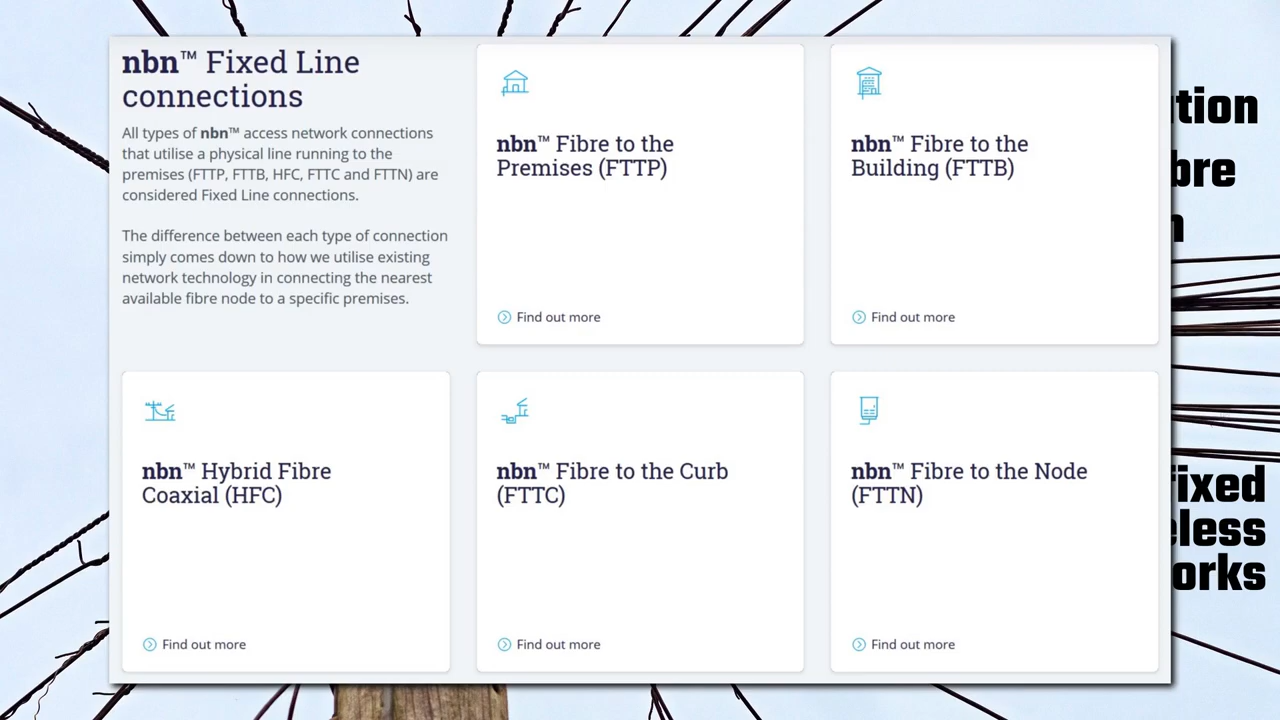 nbn™ Fixed Line
connections
All types of nbn™ access network connections
that utilise a physical line running to the
premises (FTTP, FTTB, HFC, FTTC and FTTN) are
considered Fixed Line connections.
The difference between each type of connection
simply comes down to how we utilise existing
network technology in connecting the nearest
available fibre node to a specific premises.
nbn™ Fibre to the
Premises (FTTP)
Find out more
nbn™ Fibre to the
Building (FTTB)
Find out more
nbn™ Hybrid Fibre
Coaxial (HFC)
Find out more
nbn™ Fibre to the Curb
(FTTC)
Find out more
nbn™ Fibre to the Node
(FTTN)
Find out more